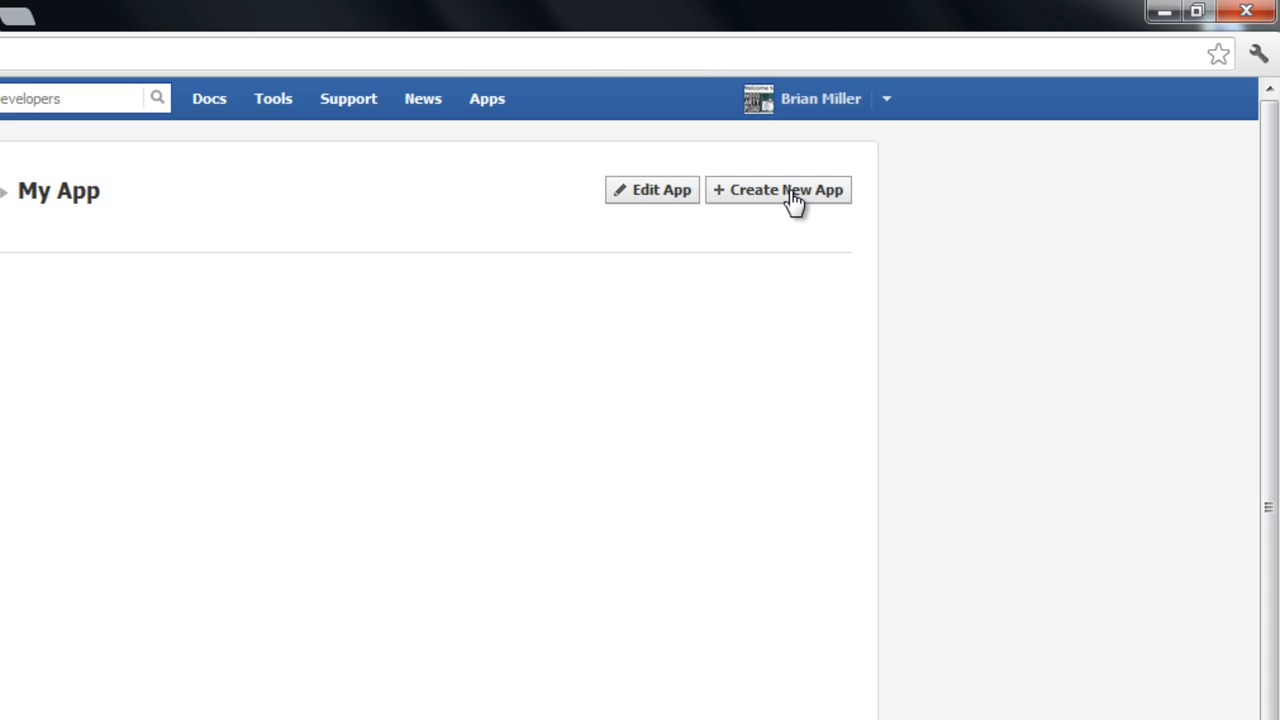 evelopers
Docs
Tools
Support
News
Apps
Brian Miller
My App
Edit App
+ Create New App